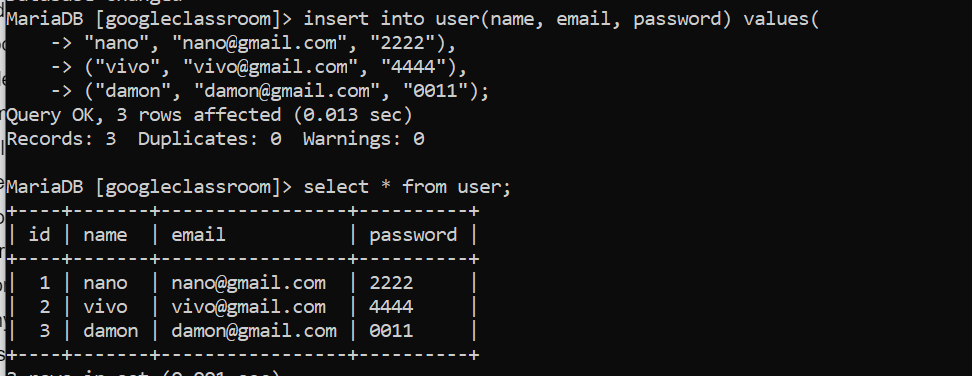 MariaDB [googleclassroom]> insert into user(name, email, password) values(
    -> "nano", "nano@gmail.com", "2222"),
    -> ("vivo", "vivo@gmail.com", "4444"),
    -> ("damon", "damon@gmail.com", "0011");
Query OK, 3 rows affected (0.013 sec)
Records: 3  Duplicates: 0  Warnings: 0

MariaDB [googleclassroom]> select * from user;
+----+-------+-----------------+----------+
| id | name  | email           | password |
+----+-------+-----------------+----------+
|  1 | nano  | nano@gmail.com  | 2222     |
|  2 | vivo  | vivo@gmail.com  | 4444     |
|  3 | damon | damon@gmail.com | 0011     |
+----+-------+-----------------+----------+